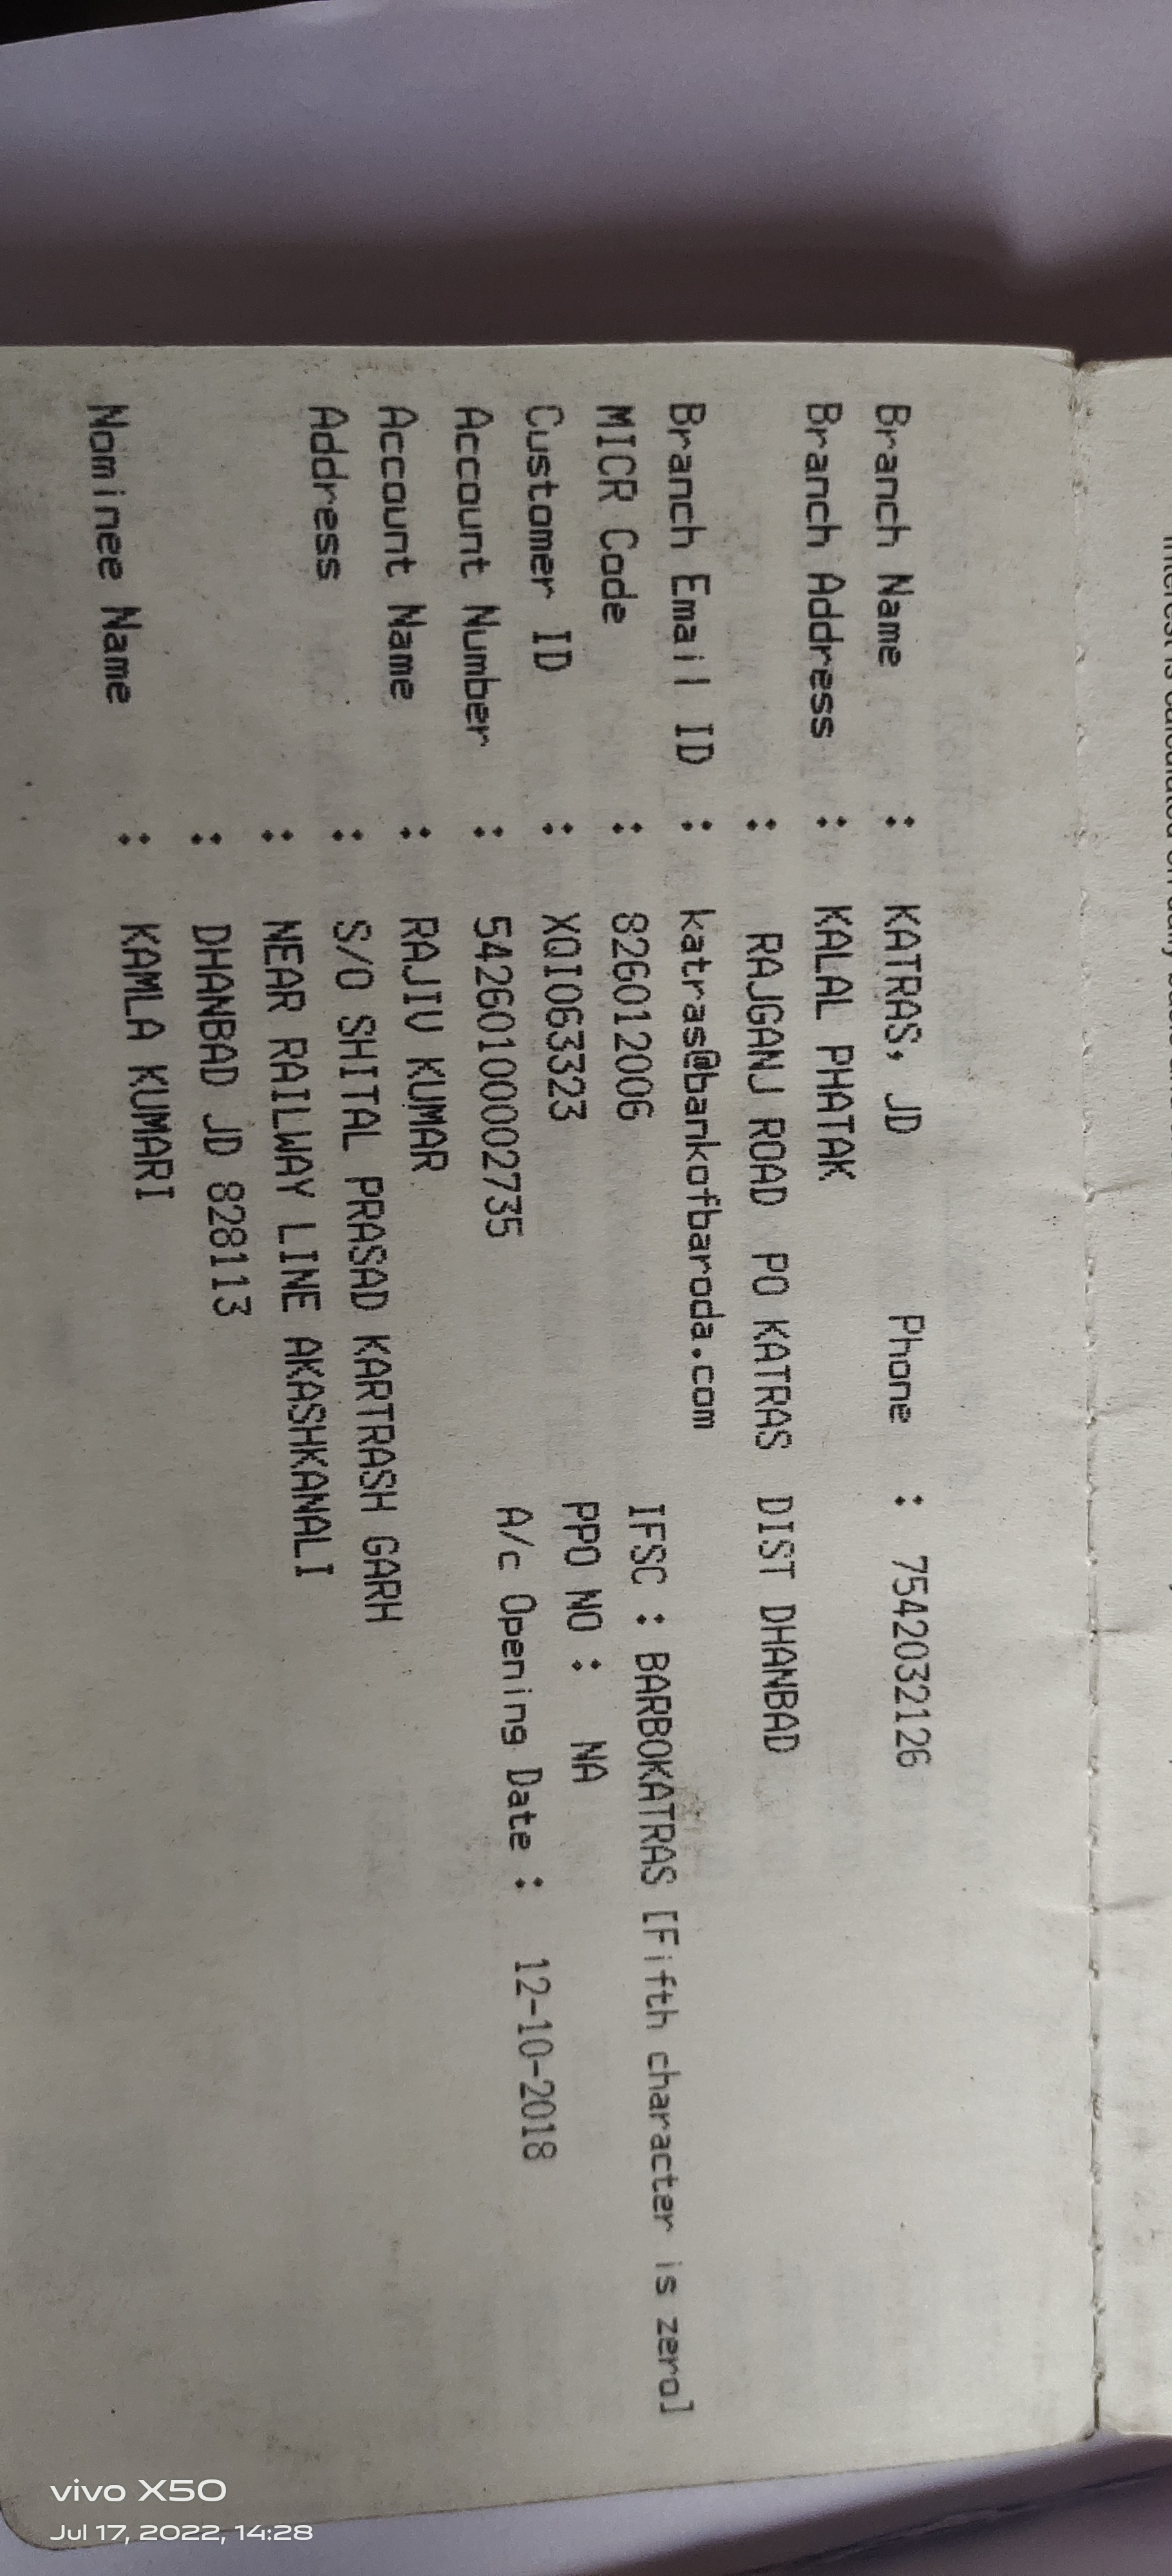 Branch Name : KATRAS, JD Phone : 7542032126
Branch Address : KALAL PHATAK
: RAJGANJ ROAD PO KATRAS DIST DHANBAD
Branch Email ID : katras@bankofbaroda.com
MICR Code : 826012006 IFSC : BARB0KATRAS [Fifth character is zero]
Customer ID : XQI063323 PPO NO : NA
Account Number : 54260100002735 A/c Opening Date : 12-10-2018
Account Name : RAJIV KUMAR
Address : S/O SHITAL PRASAD KARTRASH GARH
: NEAR RAILWAY LINE AKASHKANALI
: DHANBAD JD 828113
Nominee Name : KAMLA KUMARI
vivo X50
Jul 17, 2022, 14:28